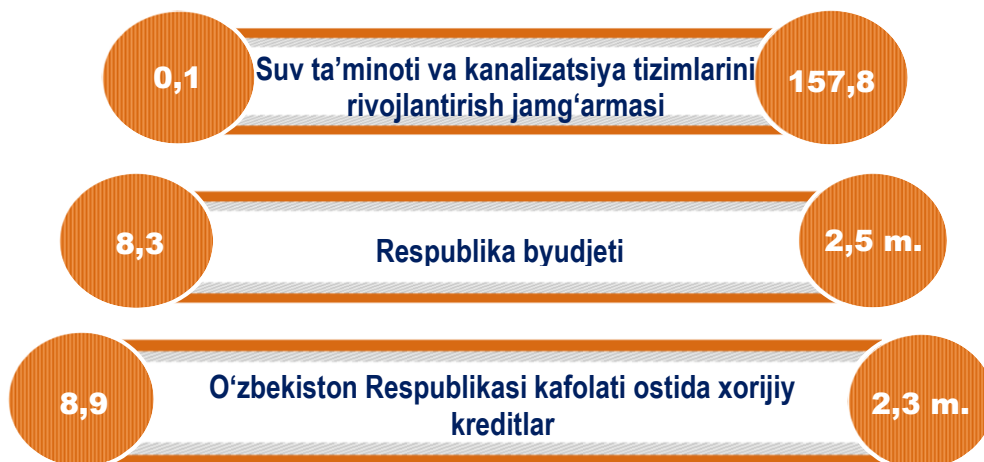 0,1
Suv ta’minoti va kanalizatsiya tizimlarini
rivojlantirish jamg‘armasi
157,8
8,3
Respublika byudjeti
2,5 m.
8,9
O‘zbekiston Respublikasi kafolati ostida xorijiy
kreditlar
2,3 m.